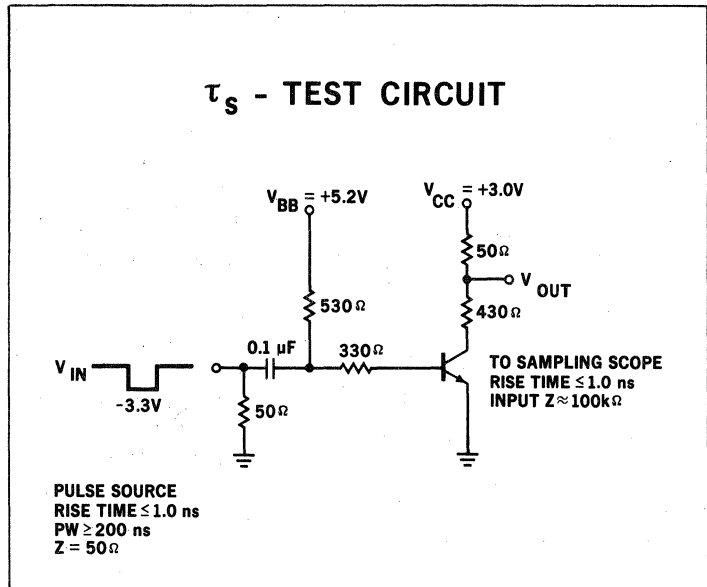 τS - TEST CIRCUIT
VBB = +5.2V
VCC = +3.0V
50Ω
VOUT
530Ω
430Ω
0.1 µF
330Ω
VIN
-3.3V
50Ω
TO SAMPLING SCOPE
RISE TIME ≤ 1.0 ns
INPUT Z ≈ 100kΩ
PULSE SOURCE
RISE TIME ≤ 1.0 ns
PW ≥ 200 ns
Z = 50Ω